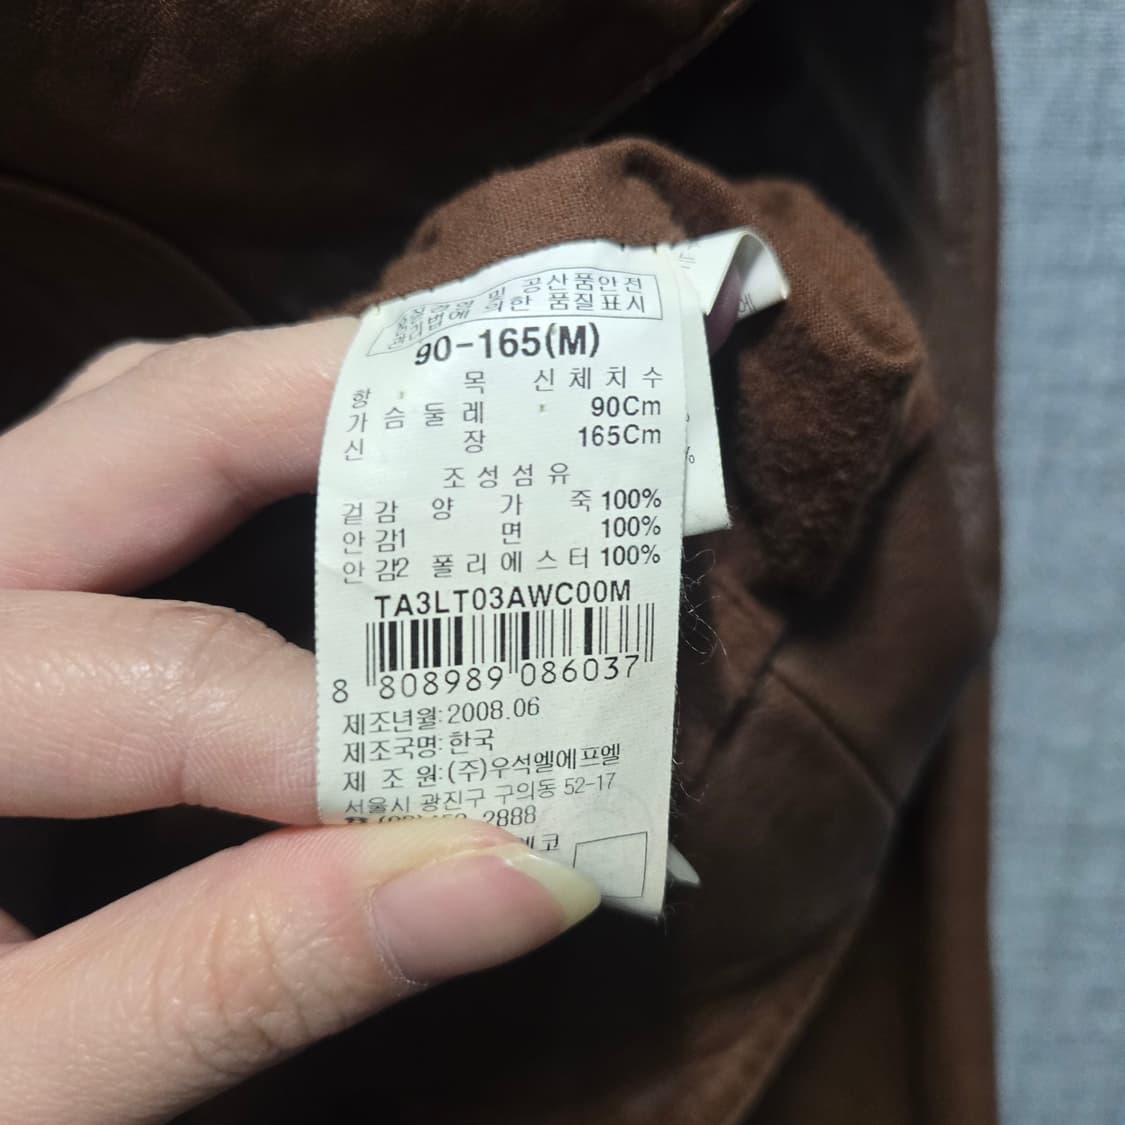 및 공산품안전
관리법에 의한 품질표시
90-165(M)
항 목 신체치수
가슴둘레 90Cm
신 장 165Cm
조성섬유
겉감 양 가 죽 100%
안감1 면 100%
안감2 폴리에스터 100%
TA3LT03AWC00M
8 808989 086037
제조년월:2008.06
제조국명:한국
제 조 원:(주)우석엘에프엘
서울시 광진구 구의동 52-17
2888
에
%